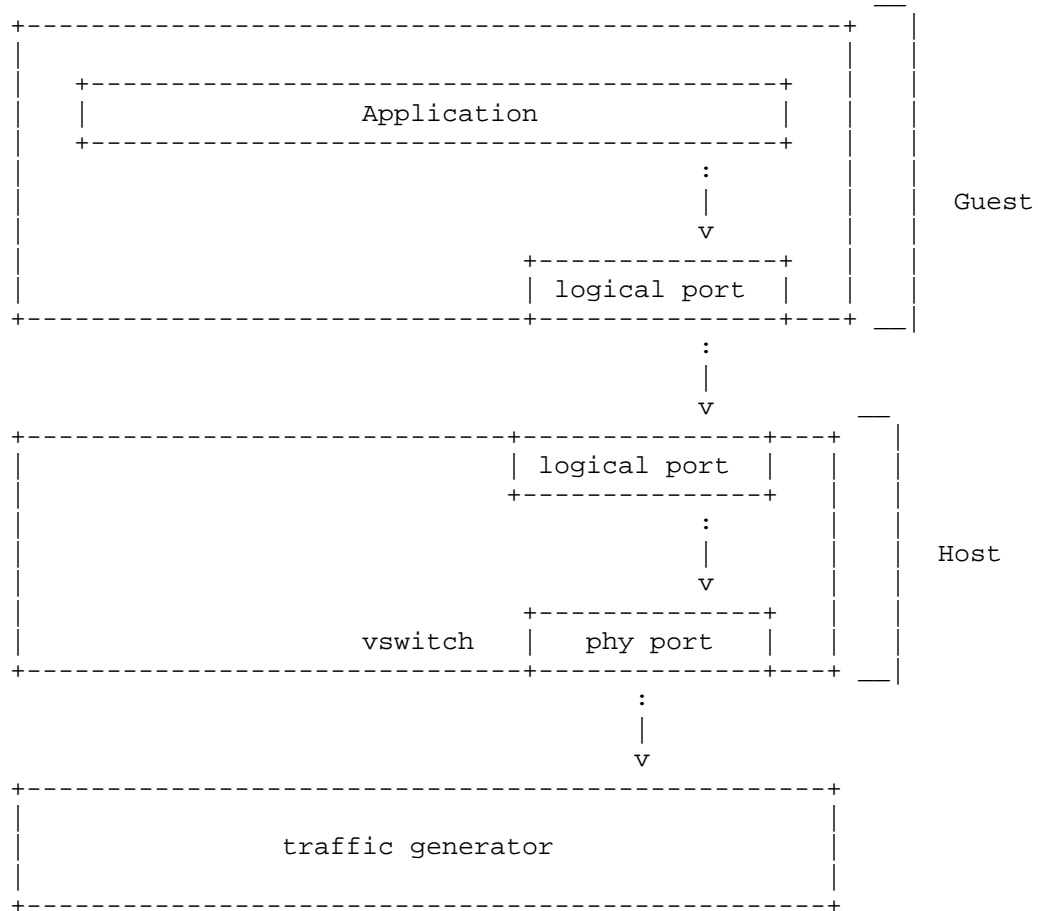 Application
Guest
logical port
logical port
Host
vswitch phy port
traffic generator